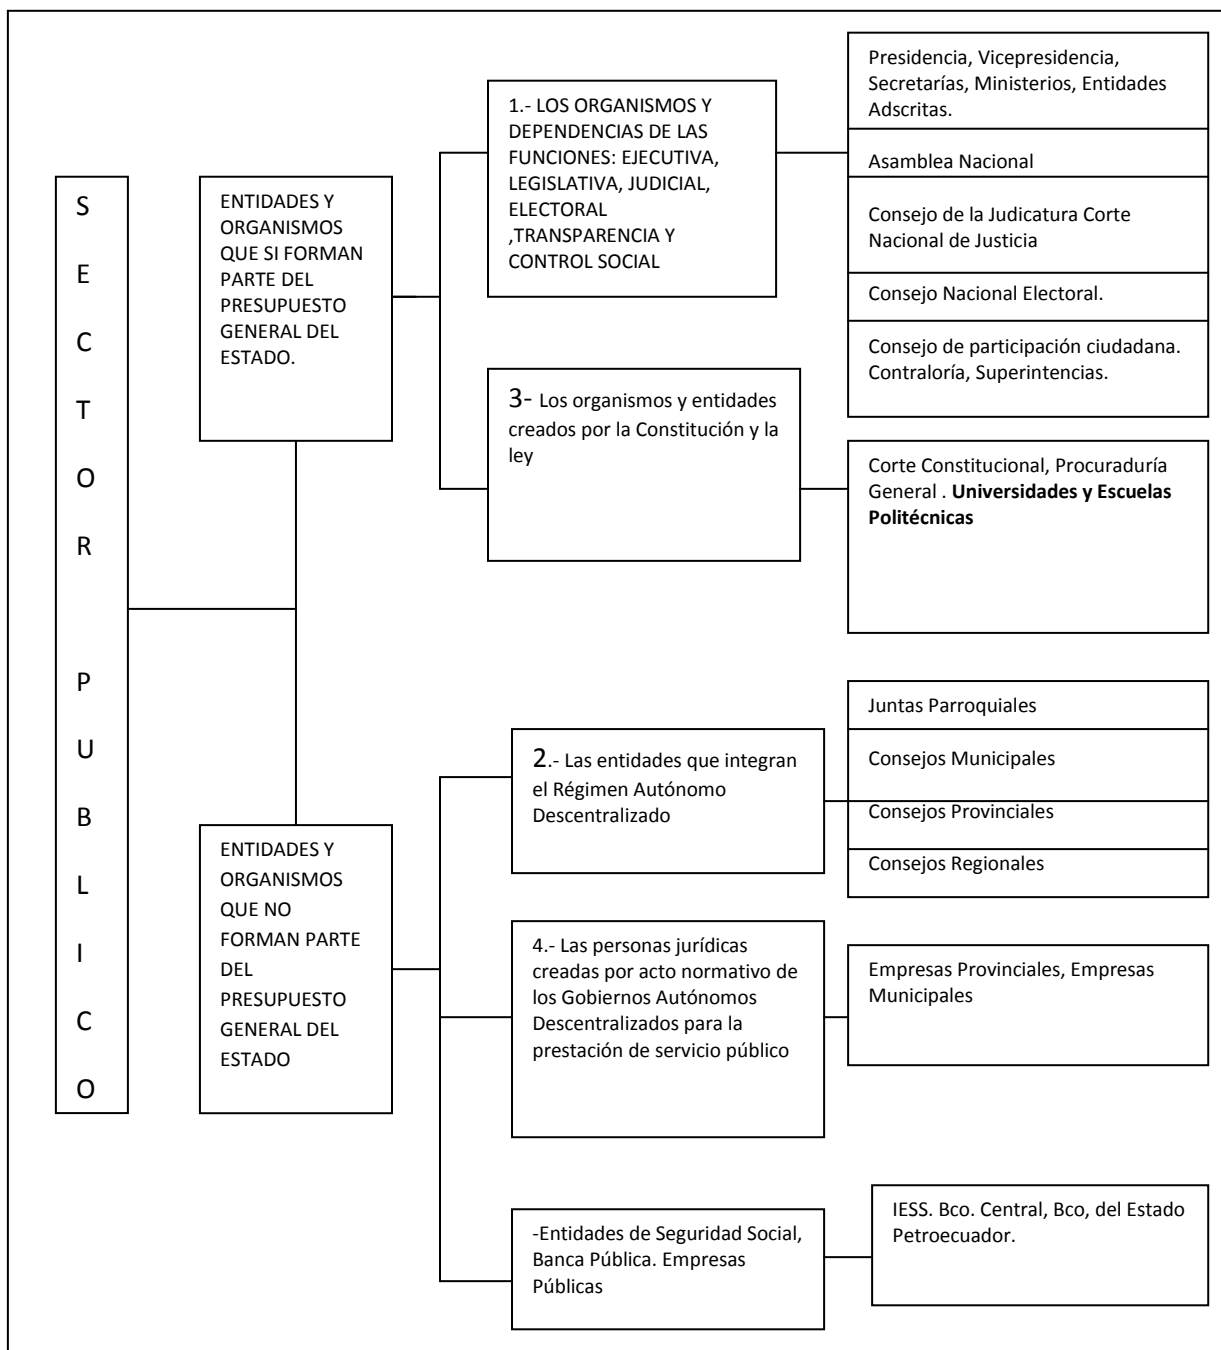 SECTOR PUBLICO
ENTIDADES Y
ORGANISMOS
QUE SI FORMAN
PARTE DEL
PRESUPUESTO
GENERAL DEL
ESTADO.
1.- LOS ORGANISMOS Y
DEPENDENCIAS DE LAS
FUNCIONES: EJECUTIVA,
LEGISLATIVA, JUDICIAL,
ELECTORAL
,TRANSPARENCIA Y
CONTROL SOCIAL
Presidencia, Vicepresidencia,
Secretarías, Ministerios, Entidades
Adscritas.
Asamblea Nacional
Consejo de la Judicatura Corte
Nacional de Justicia
Consejo Nacional Electoral.
Consejo de participación ciudadana.
Contraloría, Superintencias.
3- Los organismos y entidades
creados por la Constitución y la
ley
Corte Constitucional, Procuraduría
General . Universidades y Escuelas
Politécnicas
ENTIDADES Y
ORGANISMOS
QUE NO
FORMAN PARTE
DEL
PRESUPUESTO
GENERAL DEL
ESTADO
2.- Las entidades que integran
el Régimen Autónomo
Descentralizado
Juntas Parroquiales
Consejos Municipales
Consejos Provinciales
Consejos Regionales
4.- Las personas jurídicas
creadas por acto normativo de
los Gobiernos Autónomos
Descentralizados para la
prestación de servicio público
Empresas Provinciales, Empresas
Municipales
-Entidades de Seguridad Social,
Banca Pública. Empresas
Públicas
IESS. Bco. Central, Bco, del Estado
Petroecuador.